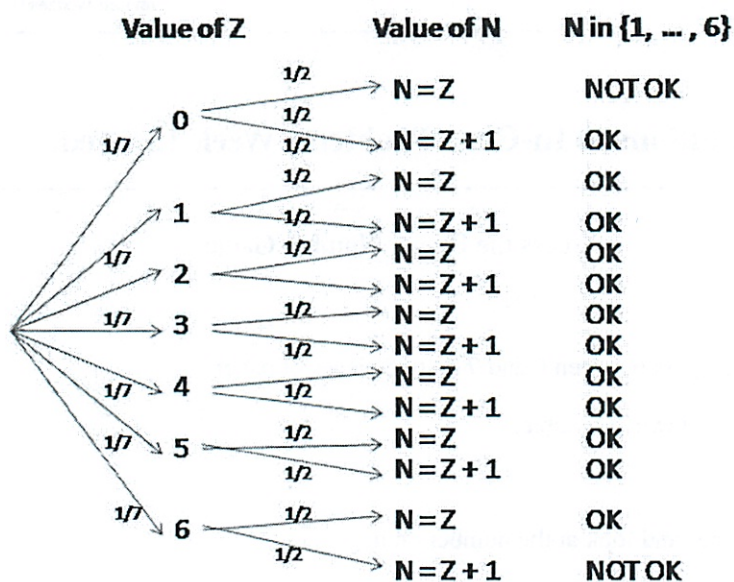 Value of Z Value of N N in {1, ... , 6}
1/2 N = Z NOT OK
0 1/2
1/7 1/2 N = Z + 1 OK
1/2 N = Z OK
1 1/2 N = Z + 1 OK
1/7 1/2 N = Z OK
2 N = Z + 1 OK
1/7 3 1/2 N = Z OK
1/2 N = Z + 1 OK
1/7 4 N = Z OK
1/2 N = Z + 1 OK
1/7 5 1/2 N = Z OK
1/2 N = Z + 1 OK
1/7 6 1/2 N = Z OK
1/2 N = Z + 1 NOT OK